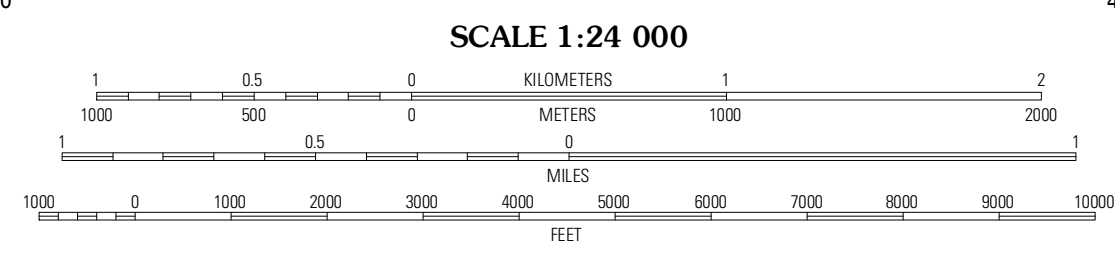 SCALE 1:24 000
1 0.5 0 KILOMETERS 1 2
1000 500 0 METERS 1000 2000
1 0.5 0 1
MILES
1000 0 1000 2000 3000 4000 5000 6000 7000 8000 9000 10000
FEET